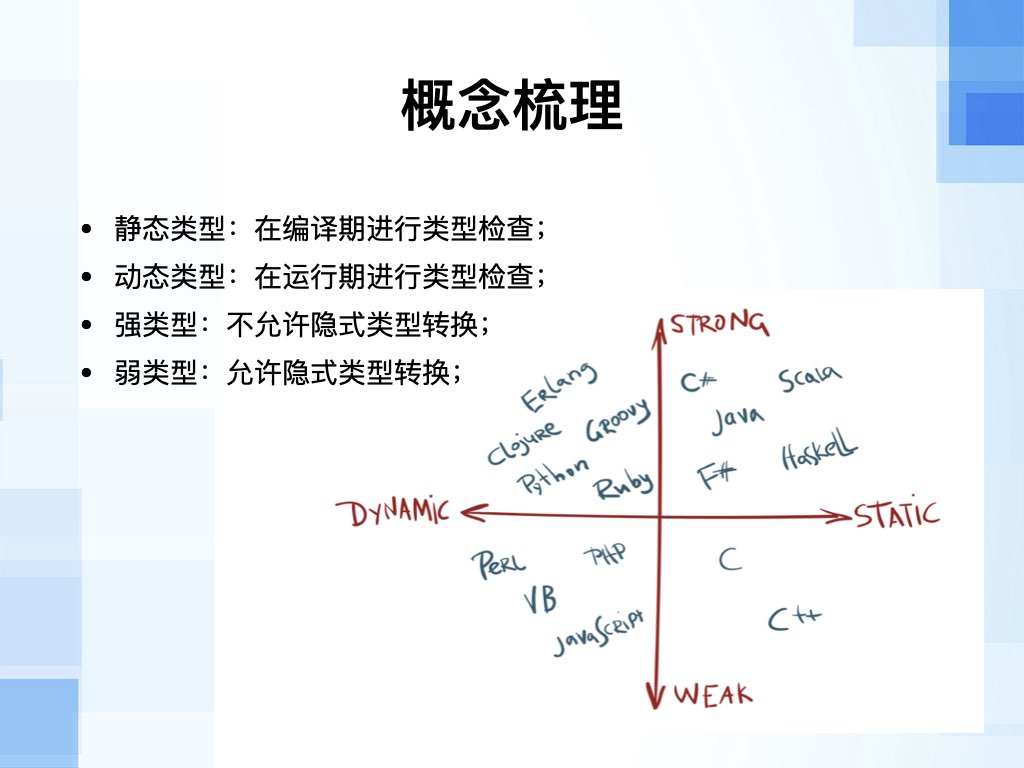 概念梳理
• 静态类型：在编译期进行类型检查；
• 动态类型：在运行期进行类型检查；
• 强类型：不允许隐式类型转换；
• 弱类型：允许隐式类型转换；
STRONG
ERLANG
C#
Scala
Clojure
GROOVY
Java
Python
Ruby
F#
Haskell
DYNAMIC
STATIC
PERL
PHP
C
VB
JavaScript
C++
WEAK